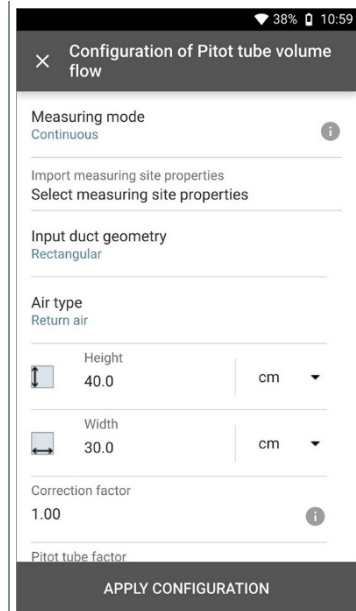 38% 10:59
Configuration of Pitot tube volume
flow
Measuring mode
Continuous
Import measuring site properties
Select measuring site properties
Input duct geometry
Rectangular
Air type
Return air
Height
40.0 cm
Width
30.0 cm
Correction factor
1.00
Pitot tube factor
APPLY CONFIGURATION